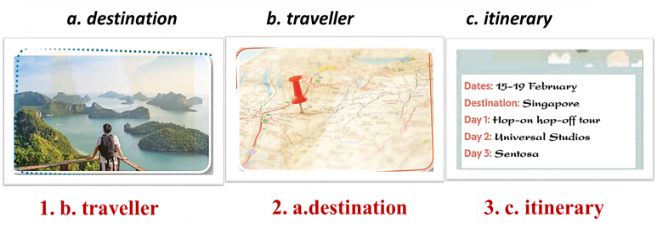 a. destination
b. traveller
c. itinerary
Dates: 15-19 February
Destination: Singapore
Day 1: Hop-on hop-off tour
Day 2: Universal Studios
Day 3: Sentosa
1. b. traveller
2. a.destination
3. c. itinerary